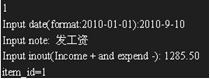 1
Input date(format:2010-01-01):2010-9-10
Input note: 发工资
Input inout(Income + and expend -): 1285.50
item_id=1